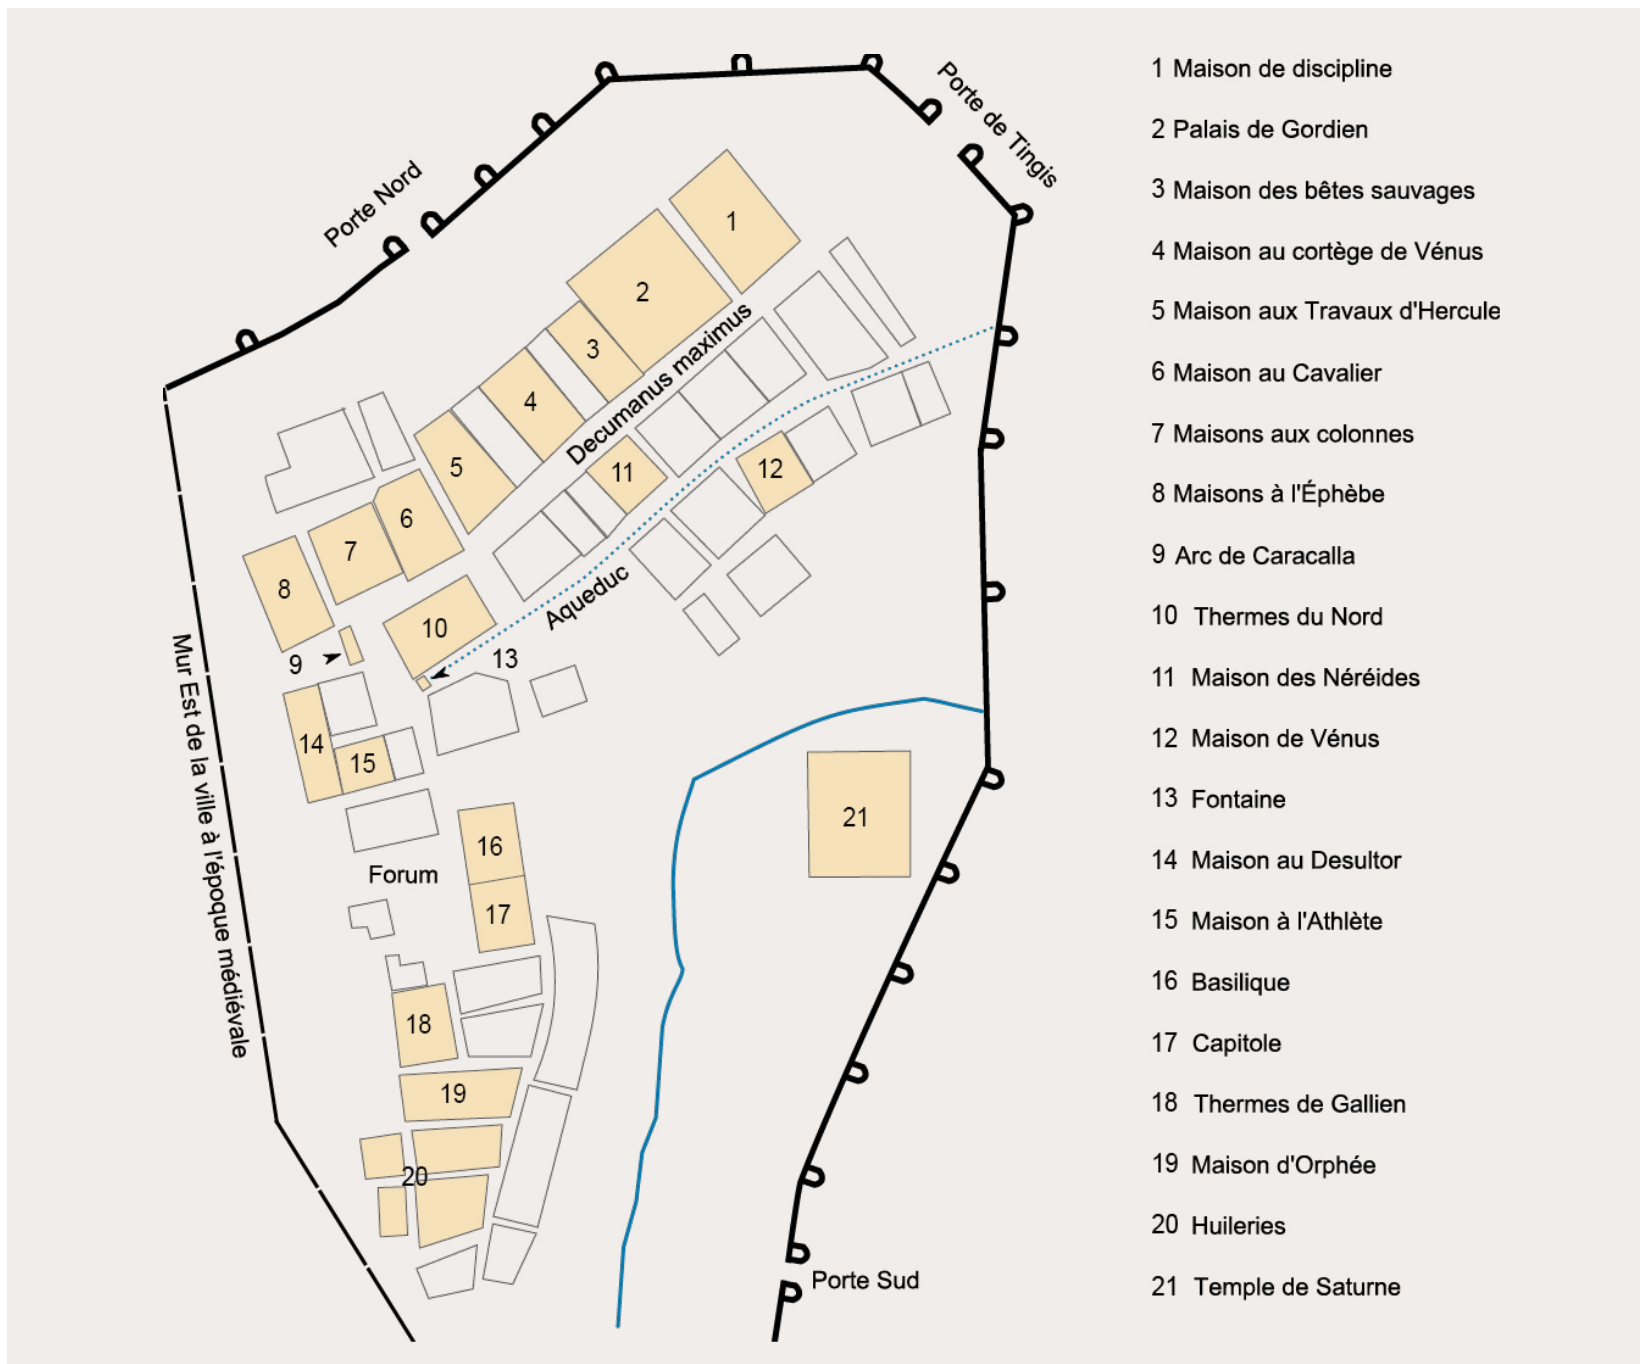 Porte Nord
Porte de Tingis
1
2
3
4
5
6
7
8
9
10
11
12
13
14
15
16
17
18
19
20
21
Decumanus maximus
Aqueduc
Forum
Mur Est de la ville à l'époque médiévale
Porte Sud
1 Maison de discipline
2 Palais de Gordien
3 Maison des bêtes sauvages
4 Maison au cortège de Vénus
5 Maison aux Travaux d'Hercule
6 Maison au Cavalier
7 Maisons aux colonnes
8 Maisons à l'Éphèbe
9 Arc de Caracalla
10 Thermes du Nord
11 Maison des Néréides
12 Maison de Vénus
13 Fontaine
14 Maison au Desultor
15 Maison à l'Athlète
16 Basilique
17 Capitole
18 Thermes de Gallien
19 Maison d'Orphée
20 Huileries
21 Temple de Saturne